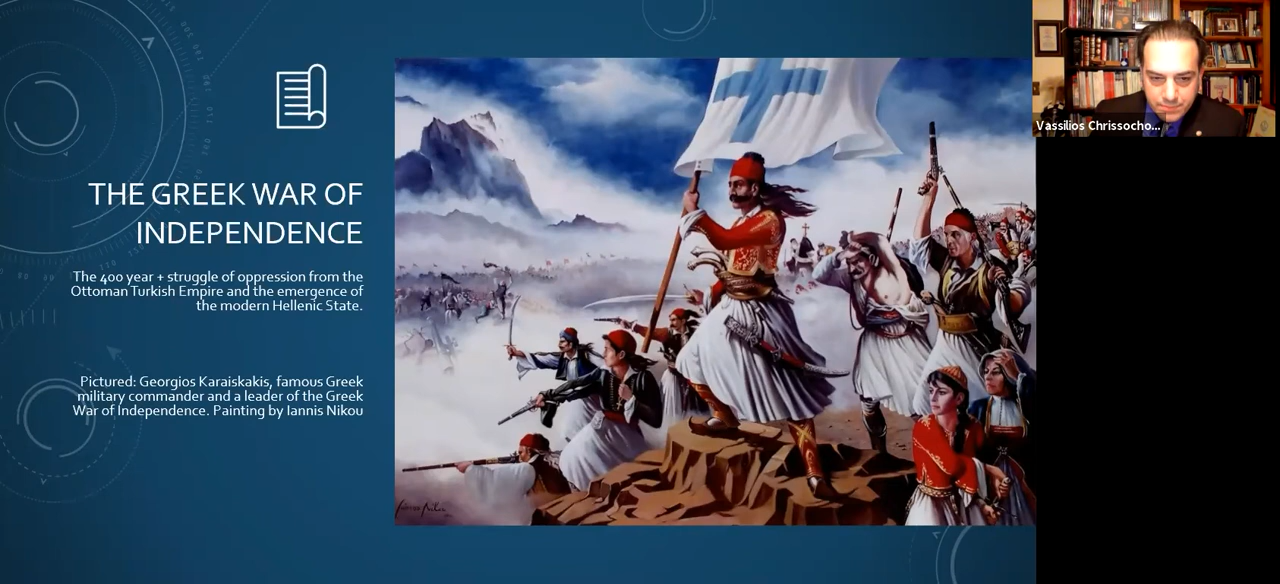 THE GREEK WAR OF
INDEPENDENCE
The 400 year + struggle of oppression from the
Ottoman Turkish Empire and the emergence of
the modern Hellenic State.
Pictured: Georgios Karaiskakis, famous Greek
military commander and a leader of the Greek
War of Independence. Painting by Iannis Nikou
Vassilios Chrissocho...